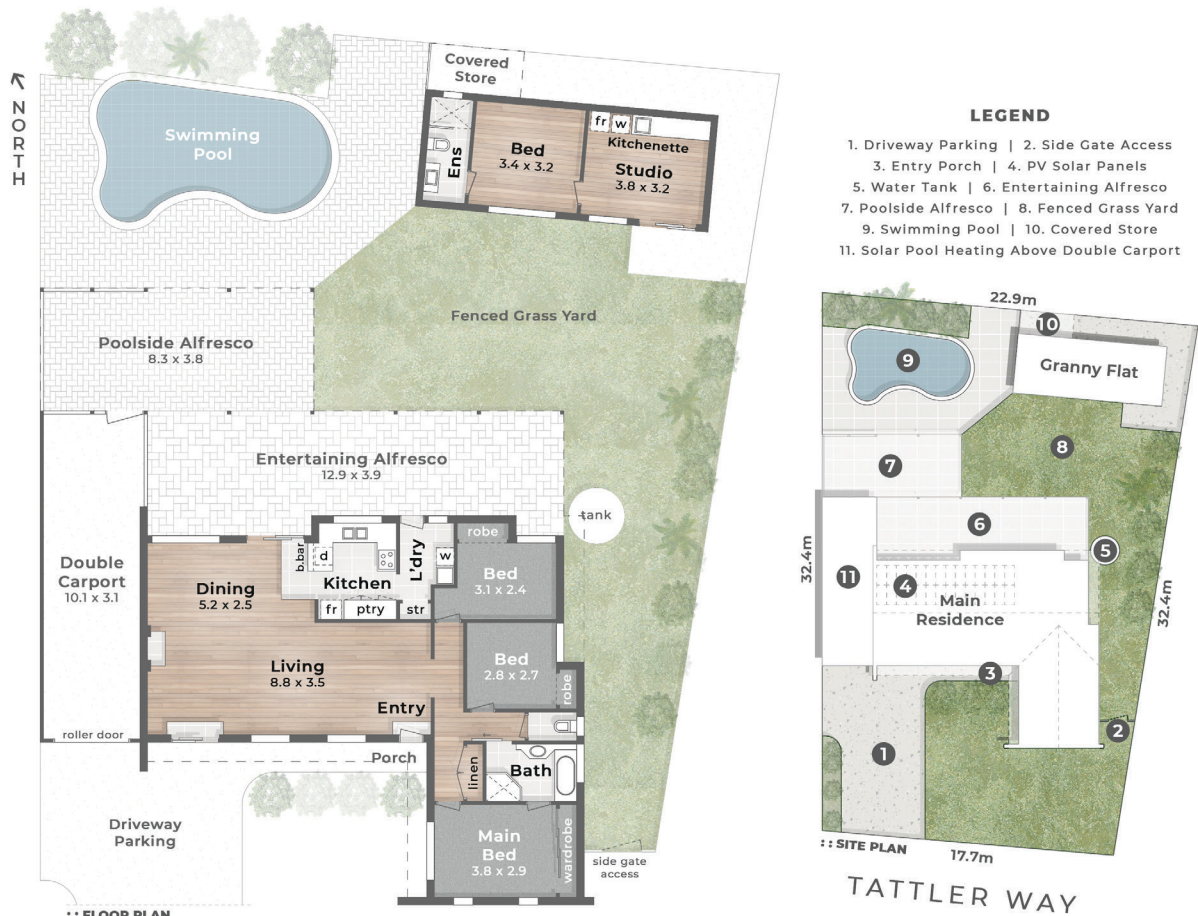 NORTH
Swimming
Pool
Covered
Store
Ens
Bed
3.4 x 3.2
fr w
Kitchenette
Studio
3.8 x 3.2
Fenced Grass Yard
Poolside Alfresco
8.3 x 3.8
Entertaining Alfresco
12.9 x 3.9
tank
Double
Carport
10.1 x 3.1
roller door
Dining
5.2 x 2.5
b.bar
d
Kitchen
fr ptry
L'dry
w
str
robe
Bed
3.1 x 2.4
Living
8.8 x 3.5
Bed
2.8 x 2.7
robe
Entry
Porch
linen
Bath
Driveway
Parking
Main
Bed
3.8 x 2.9
wardrobe
side gate
access
:: FLOOR PLAN
LEGEND
1. Driveway Parking | 2. Side Gate Access
3. Entry Porch | 4. PV Solar Panels
5. Water Tank | 6. Entertaining Alfresco
7. Poolside Alfresco | 8. Fenced Grass Yard
9. Swimming Pool | 10. Covered Store
11. Solar Pool Heating Above Double Carport
22.9m
10
9
Granny Flat
8
7
6
5
32.4m
11
4
Main
Residence
32.4m
3
2
1
:: SITE PLAN
17.7m
TATTLER WAY